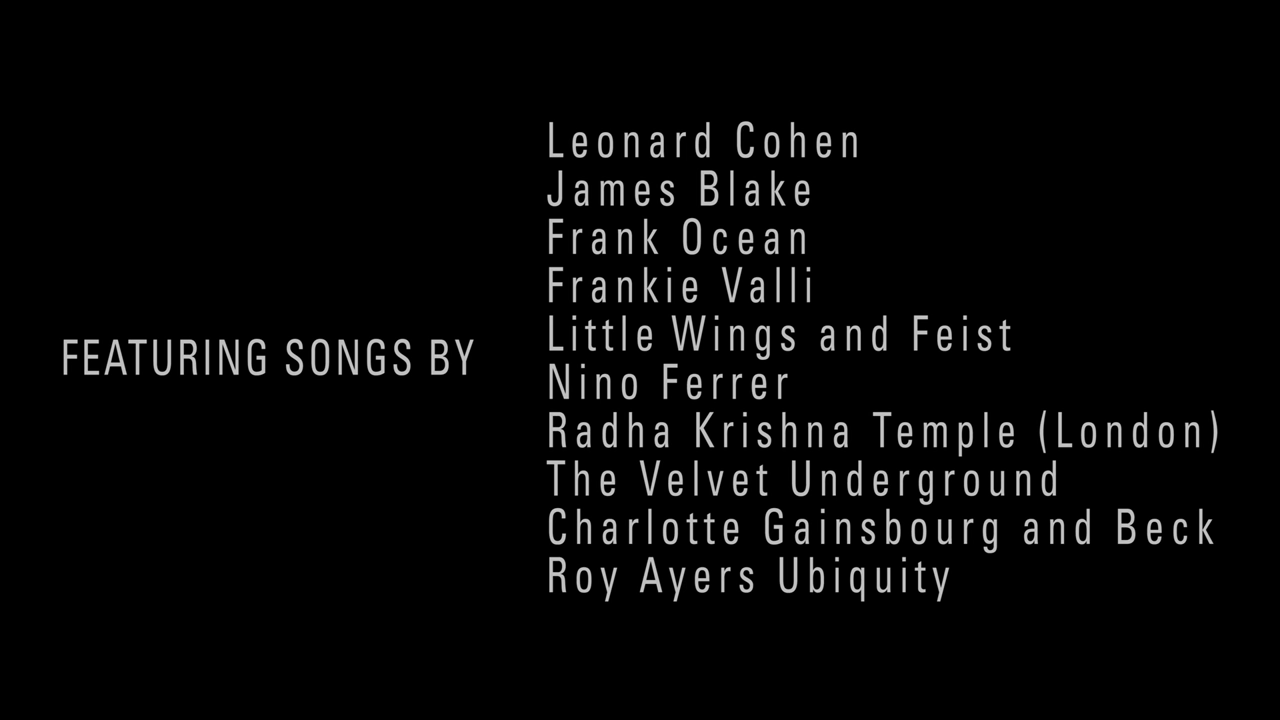 FEATURING SONGS BY
Leonard Cohen
James Blake
Frank Ocean
Frankie Valli
Little Wings and Feist
Nino Ferrer
Radha Krishna Temple (London)
The Velvet Underground
Charlotte Gainsbourg and Beck
Roy Ayers Ubiquity